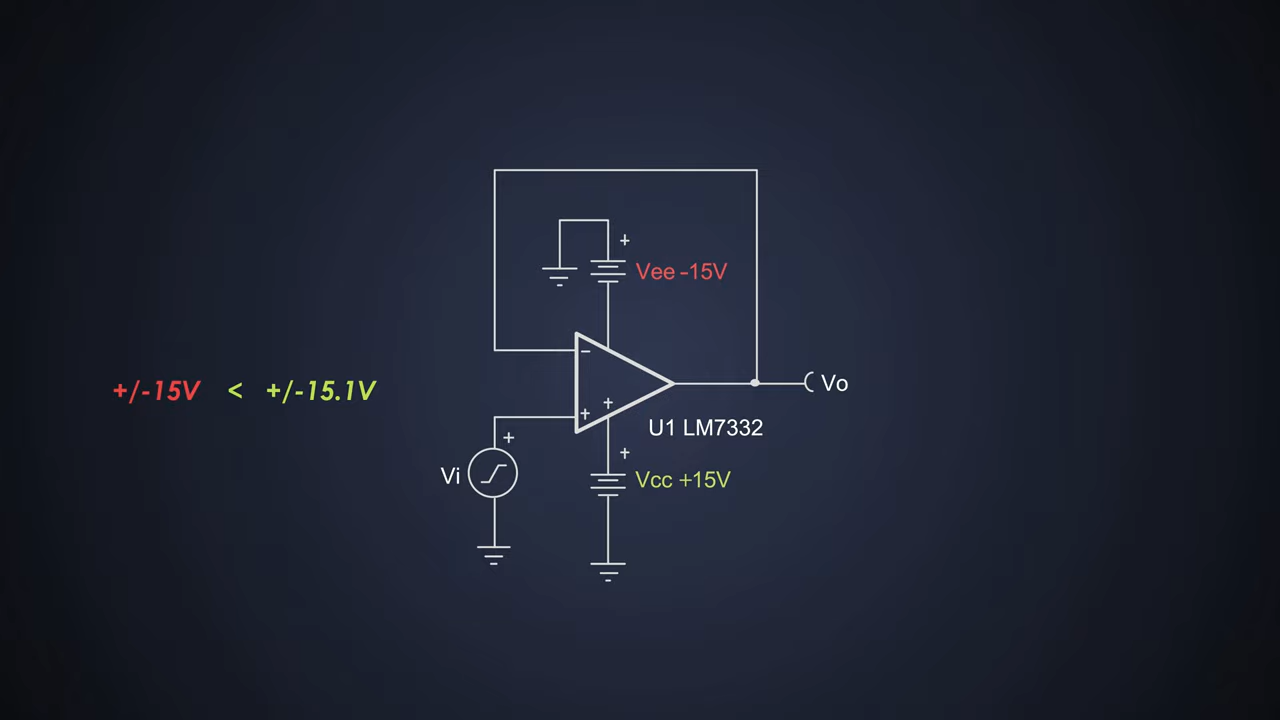 +
Vee -15V
−
+/-15V < +/-15.1V
Vo
+
+
U1 LM7332
+
+
Vi
Vcc +15V